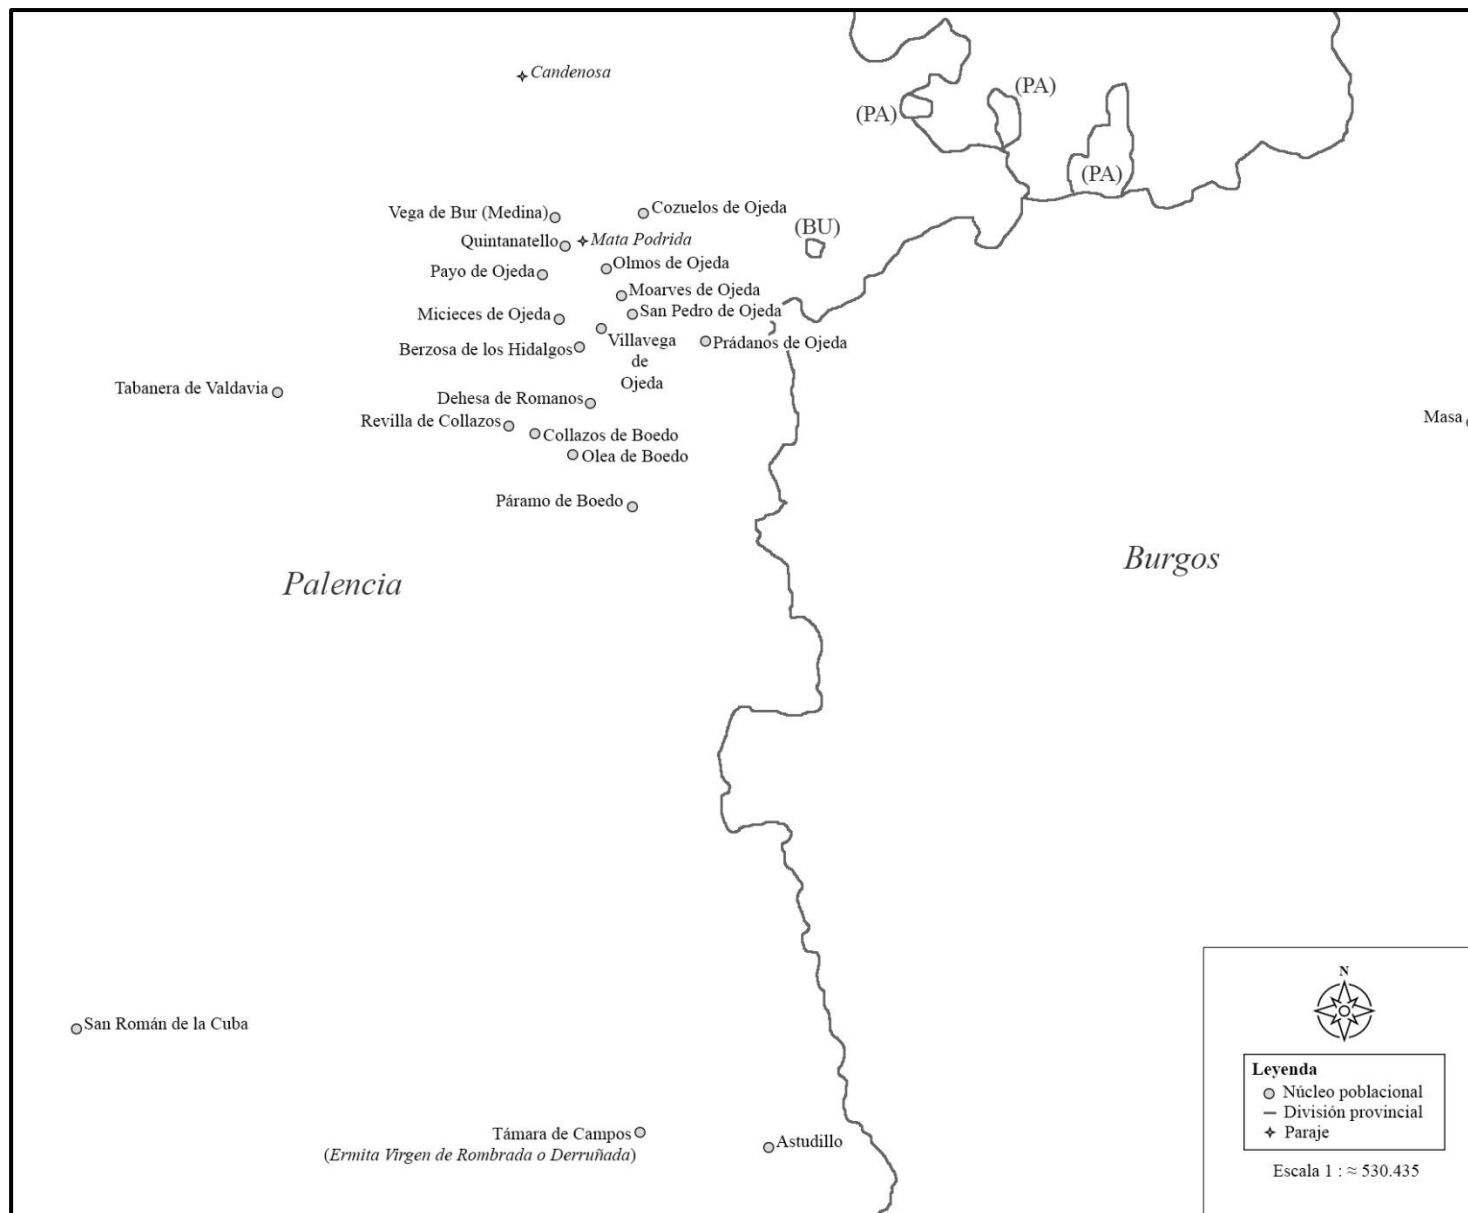 Candenosa
(PA)
(PA)
(PA)
Vega de Bur (Medina)
Cozuelos de Ojeda
(BU)
Quintanatello
Mata Podrida
Payo de Ojeda
Olmos de Ojeda
Moarves de Ojeda
Micieces de Ojeda
San Pedro de Ojeda
Villavega
de
Ojeda
Prádanos de Ojeda
Berzosa de los Hidalgos
Tabanera de Valdavia
Dehesa de Romanos
Revilla de Collazos
Collazos de Boedo
Olea de Boedo
Masa
Páramo de Boedo
Palencia
Burgos
San Román de la Cuba
Támara de Campos
(Ermita Virgen de Rombrada o Derruñada)
Astudillo
N
Leyenda
Núcleo poblacional
División provincial
Paraje
Escala 1 : ≈ 530.435